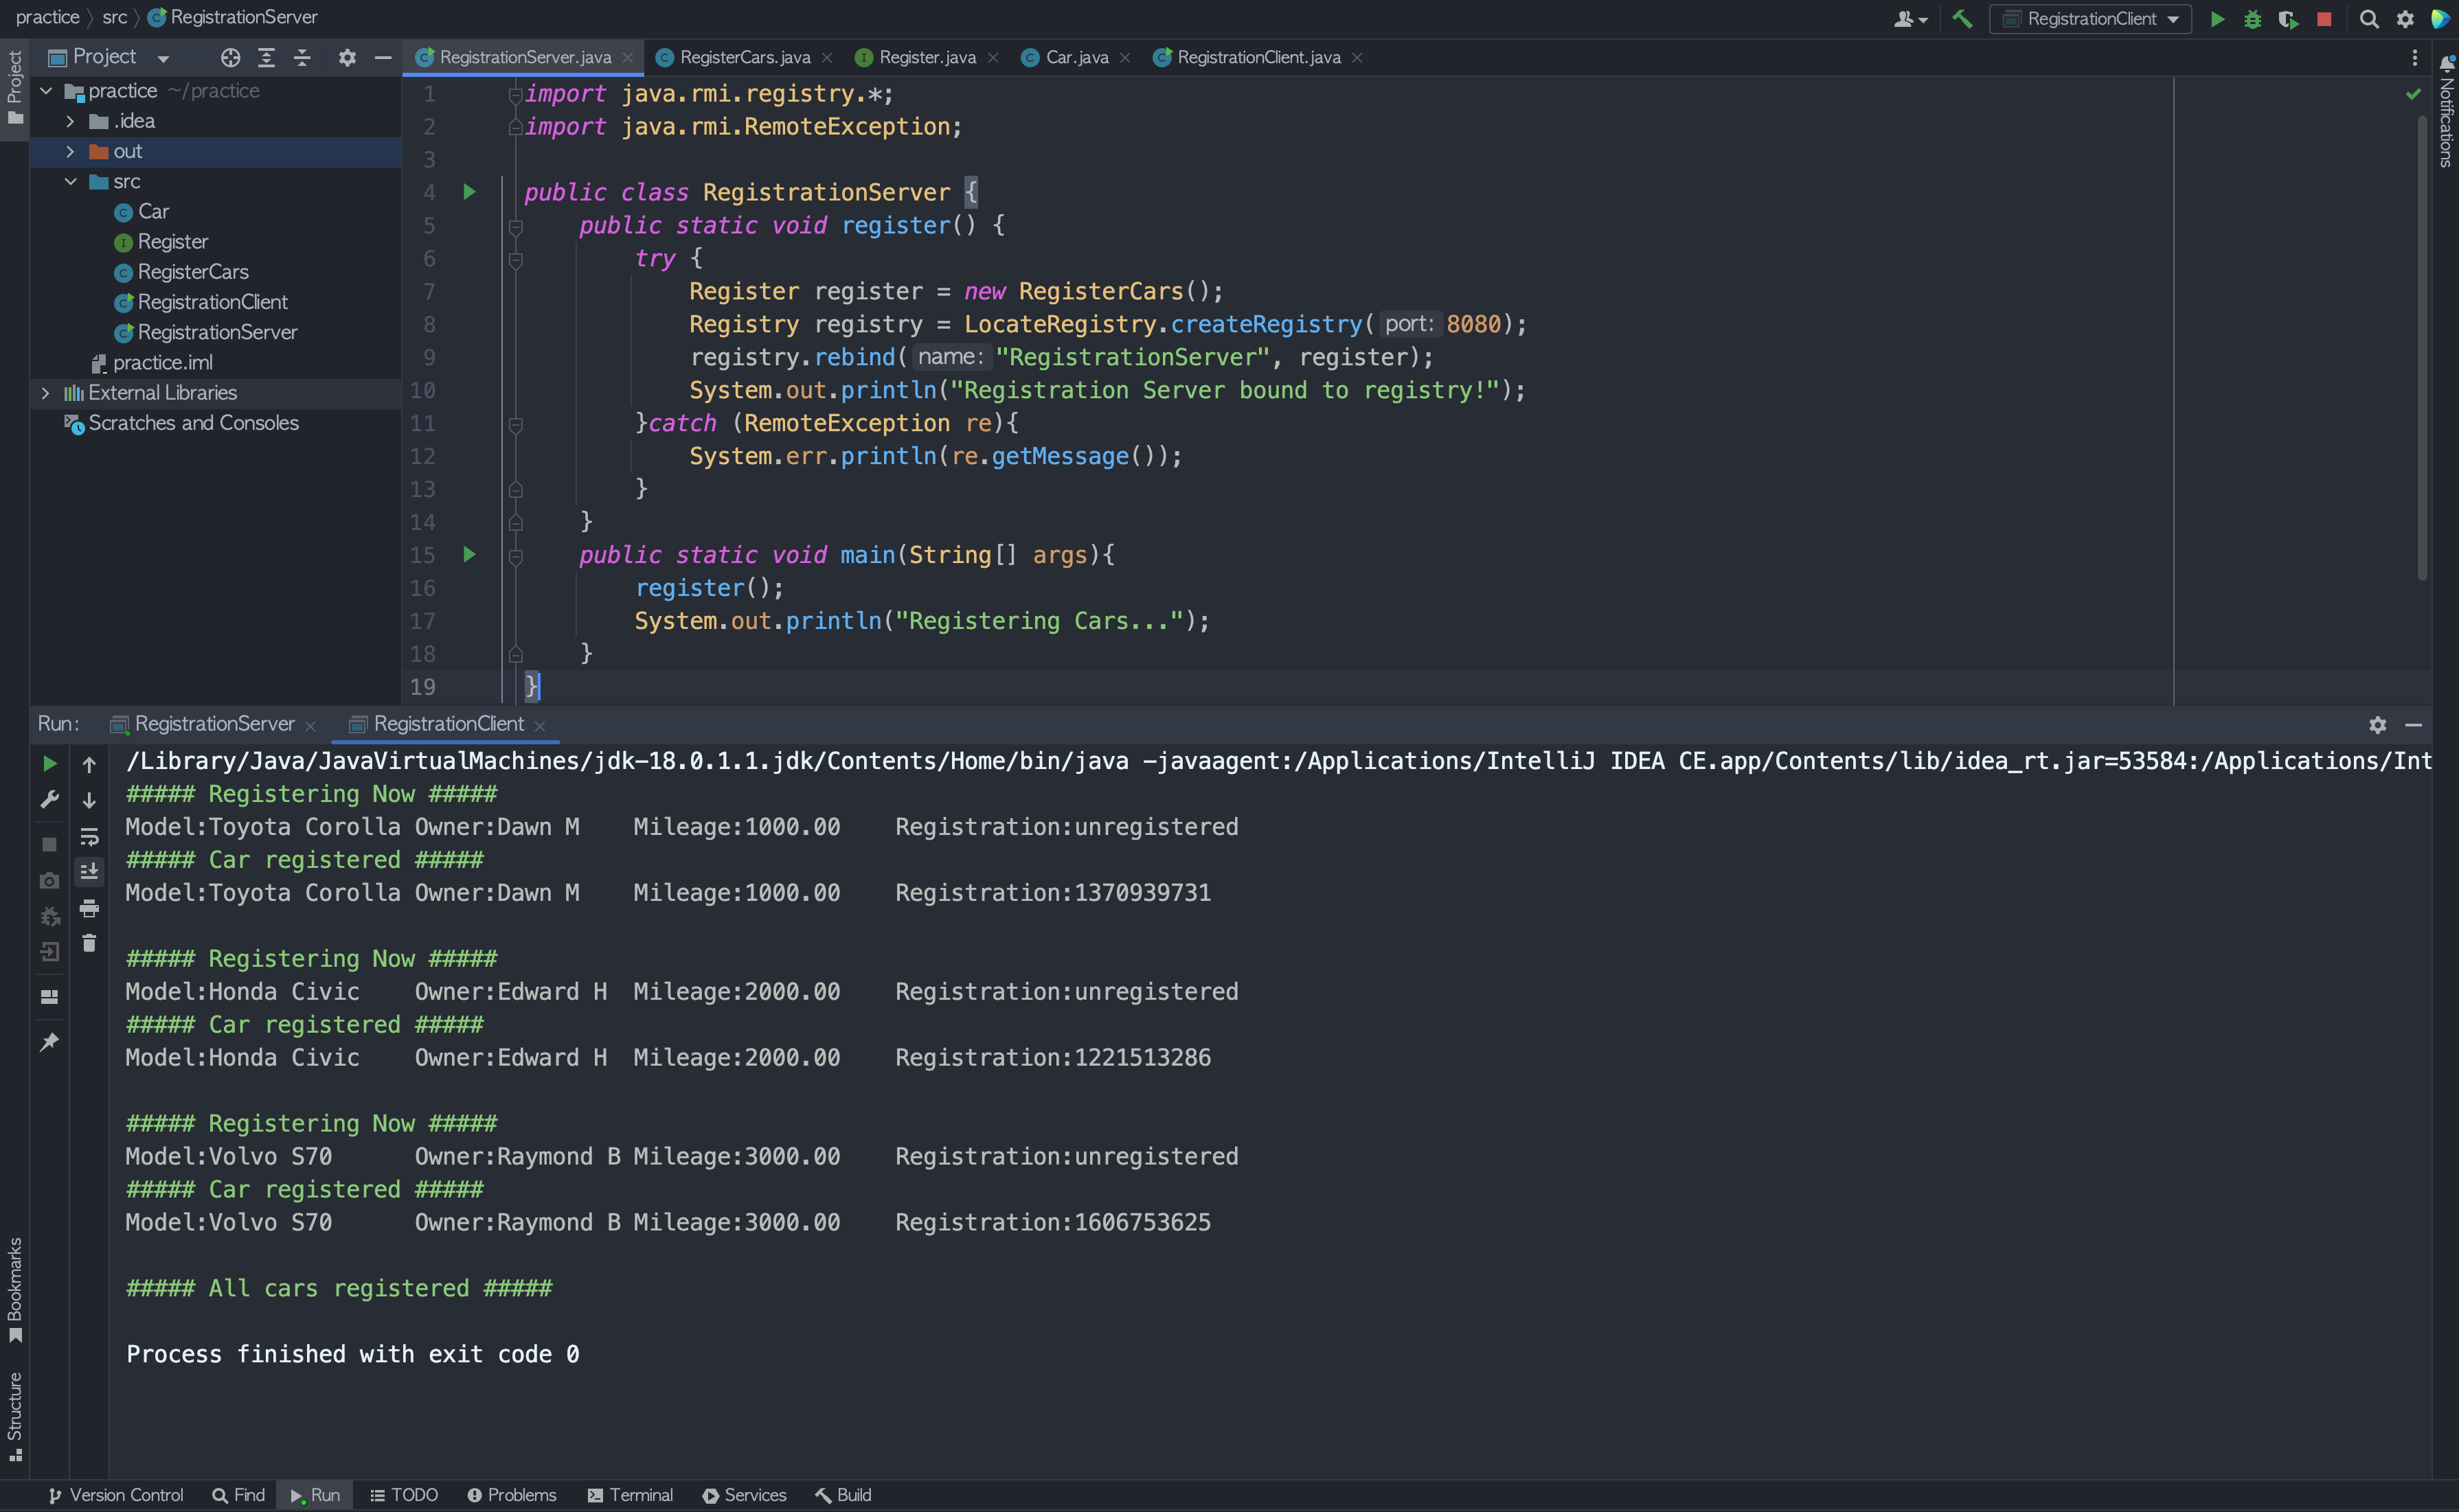 practice src RegistrationServer
RegistrationClient
Project
RegistrationServer.java RegisterCars.java Register.java Car.java RegistrationClient.java
Project
Notifications
practice ~/practice
.idea
out
src
Car
Register
RegisterCars
RegistrationClient
RegistrationServer
practice.iml
External Libraries
Scratches and Consoles
1 import java.rmi.registry.*;
2 import java.rmi.RemoteException;
3
4 public class RegistrationServer {
5 public static void register() {
6 try {
7 Register register = new RegisterCars();
8 Registry registry = LocateRegistry.createRegistry( port: 8080);
9 registry.rebind( name: "RegistrationServer", register);
10 System.out.println("Registration Server bound to registry!");
11 }catch (RemoteException re){
12 System.err.println(re.getMessage());
13 }
14 }
15 public static void main(String[] args){
16 register();
17 System.out.println("Registering Cars...");
18 }
19 }
Run: RegistrationServer RegistrationClient
/Library/Java/JavaVirtualMachines/jdk-18.0.1.1.jdk/Contents/Home/bin/java -javaagent:/Applications/IntelliJ IDEA CE.app/Contents/lib/idea_rt.jar=53584:/Applications/Int
##### Registering Now #####
Model:Toyota Corolla Owner:Dawn M Mileage:1000.00 Registration:unregistered
##### Car registered #####
Model:Toyota Corolla Owner:Dawn M Mileage:1000.00 Registration:1370939731
##### Registering Now #####
Model:Honda Civic Owner:Edward H Mileage:2000.00 Registration:unregistered
##### Car registered #####
Model:Honda Civic Owner:Edward H Mileage:2000.00 Registration:1221513286
##### Registering Now #####
Model:Volvo S70 Owner:Raymond B Mileage:3000.00 Registration:unregistered
##### Car registered #####
Model:Volvo S70 Owner:Raymond B Mileage:3000.00 Registration:1606753625
##### All cars registered #####
Process finished with exit code 0
Bookmarks
Structure
Version Control Find Run TODO Problems Terminal Services Build